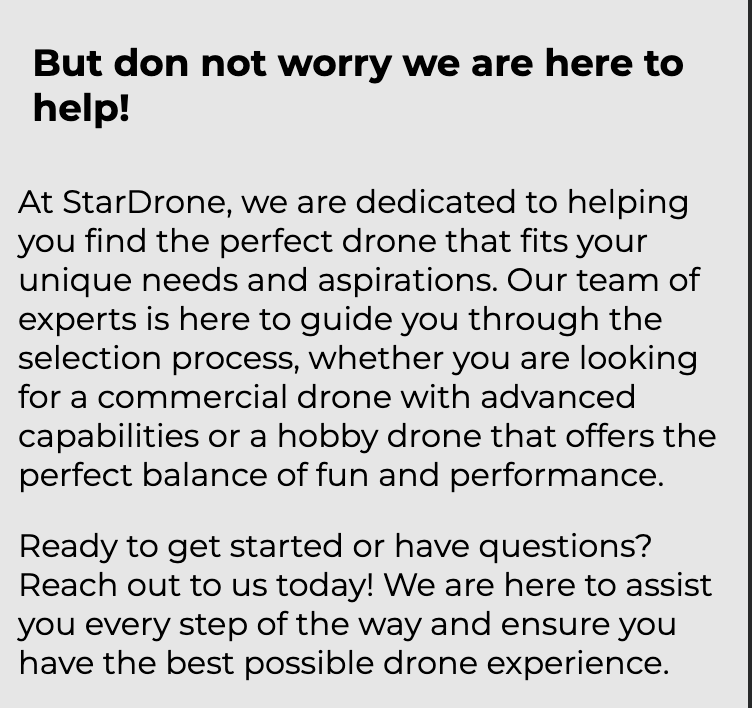 But don not worry we are here to
help!
At StarDrone, we are dedicated to helping
you find the perfect drone that fits your
unique needs and aspirations. Our team of
experts is here to guide you through the
selection process, whether you are looking
for a commercial drone with advanced
capabilities or a hobby drone that offers the
perfect balance of fun and performance.
Ready to get started or have questions?
Reach out to us today! We are here to assist
you every step of the way and ensure you
have the best possible drone experience.